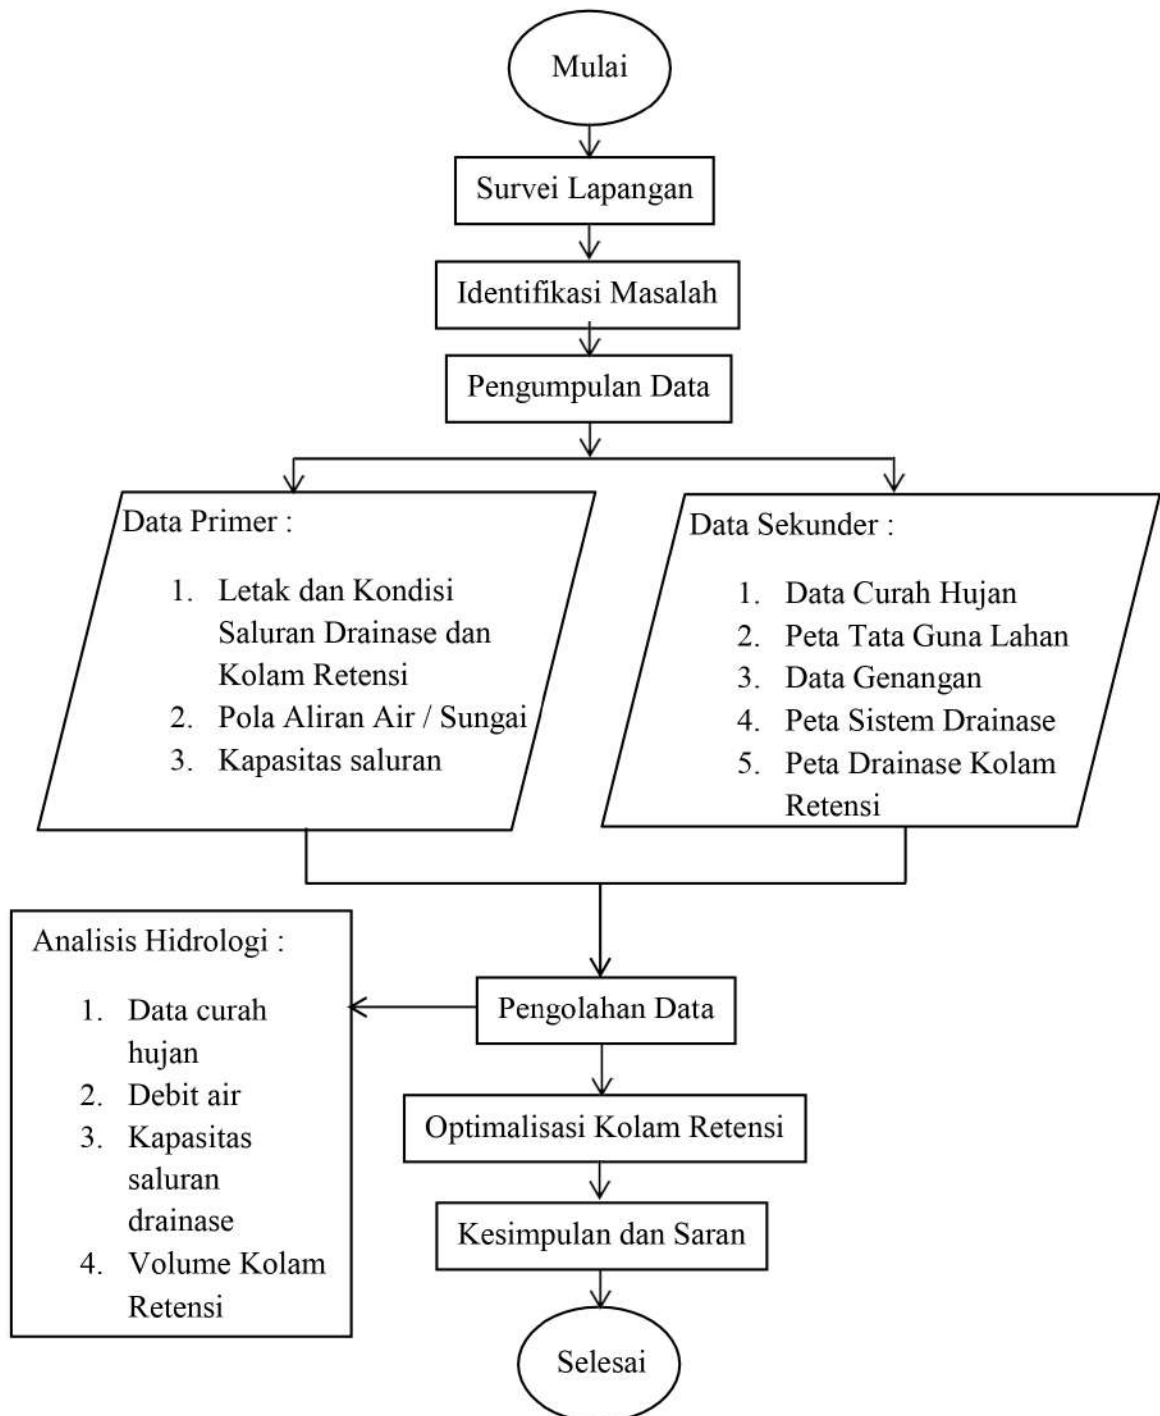 Mulai
Survei Lapangan
Identifikasi Masalah
Pengumpulan Data
Data Primer :
1. Letak dan Kondisi
Saluran Drainase dan
Kolam Retensi
2. Pola Aliran Air / Sungai
3. Kapasitas saluran
Data Sekunder :
1. Data Curah Hujan
2. Peta Tata Guna Lahan
3. Data Genangan
4. Peta Sistem Drainase
5. Peta Drainase Kolam
Retensi
Pengolahan Data
Analisis Hidrologi :
1. Data curah
hujan
2. Debit air
3. Kapasitas
saluran
drainase
4. Volume Kolam
Retensi
Optimalisasi Kolam Retensi
Kesimpulan dan Saran
Selesai